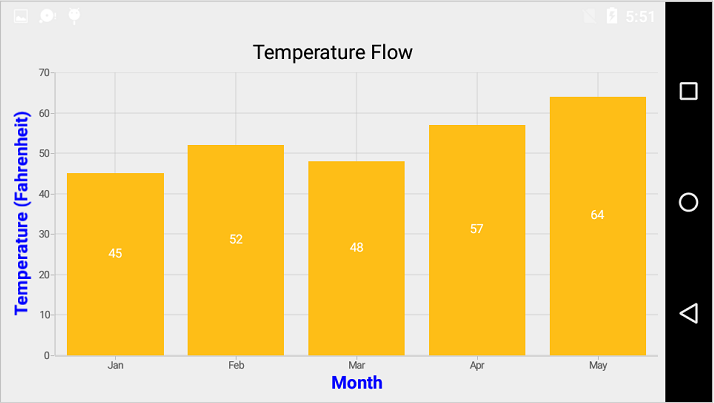 5:51
Temperature Flow
Temperature (Fahrenheit)
70
60
50
40
30
20
10
0
45
52
48
57
64
Jan
Feb
Mar
Apr
May
Month